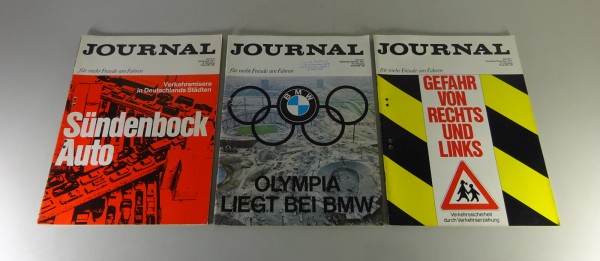 JOURNAL
Für mehr Freude am Fahren
Verkehrsmisere
in Deutschlands Städten
Sündenbock
Auto
JOURNAL
Für mehr Freude am Fahren
BMW
OLYMPIA
LIEGT BEI BMW
JOURNAL
Für mehr Freude am Fahren
GEFAHR
VON
RECHTS
UND
LINKS
Verkehrssicherheit
durch Verkehrserziehung